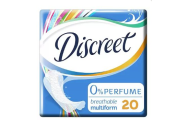 Discreet
0% PERFUME
breathable
multiform 20